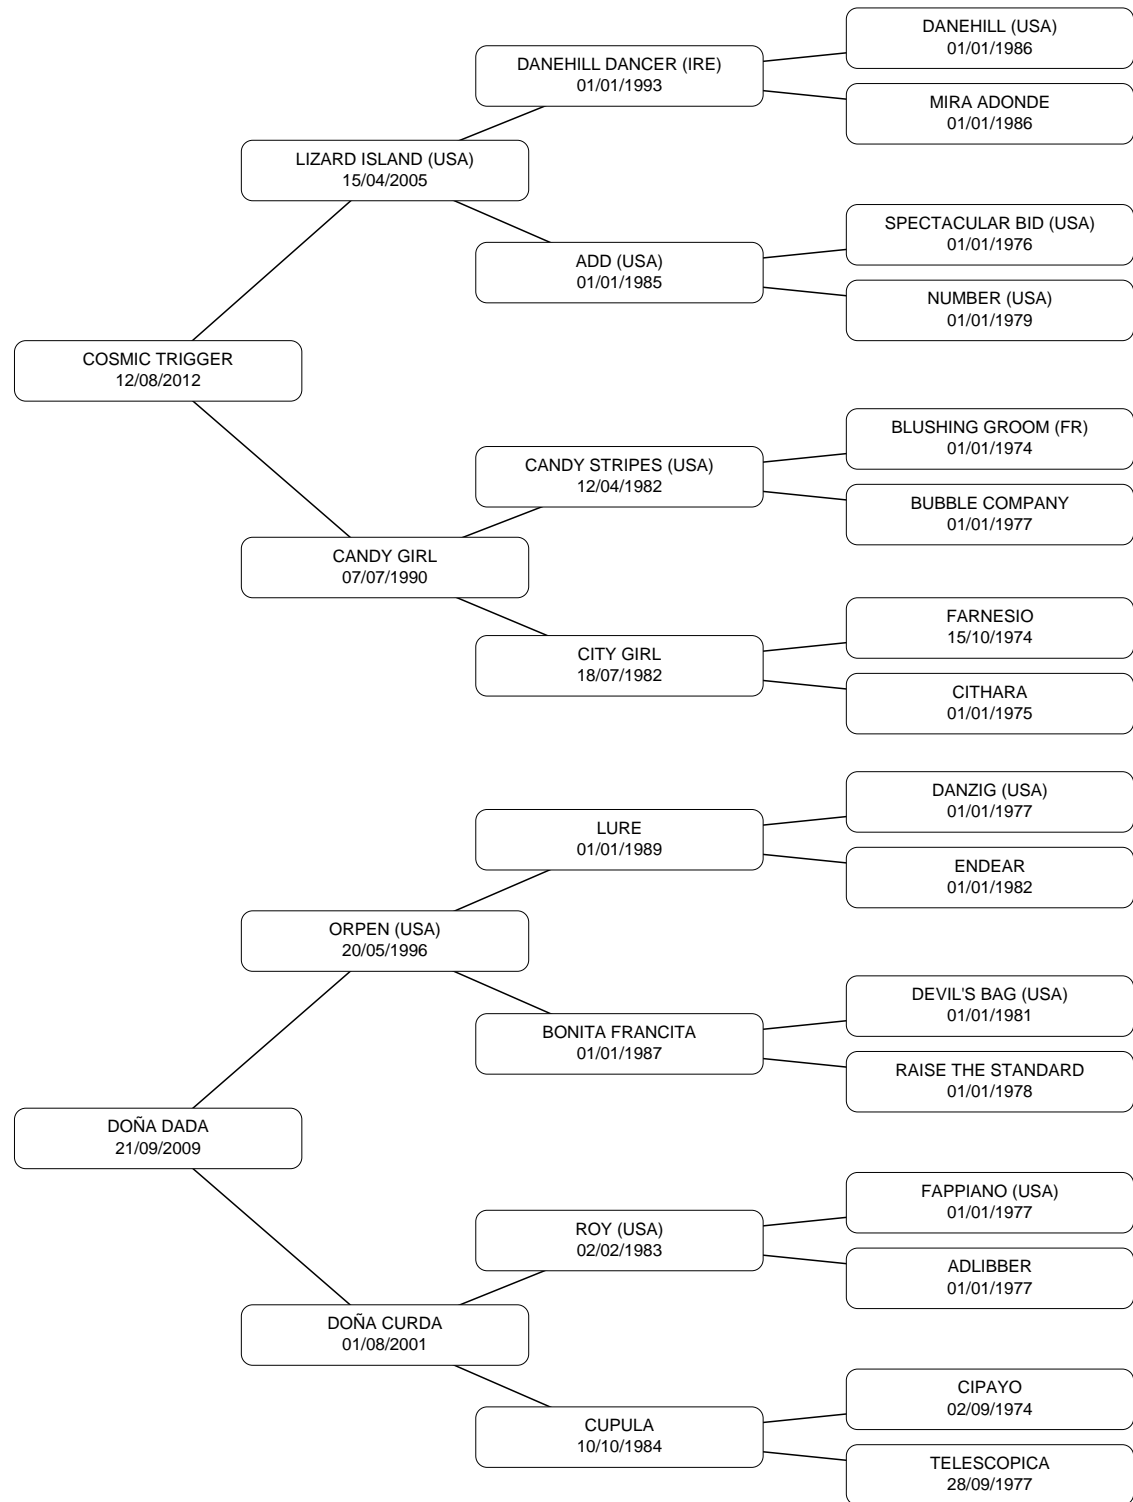 DANEHILL (USA)
01/01/1986
DANEHILL DANCER (IRE)
01/01/1993
MIRA ADONDE
01/01/1986
LIZARD ISLAND (USA)
15/04/2005
SPECTACULAR BID (USA)
01/01/1976
ADD (USA)
01/01/1985
NUMBER (USA)
01/01/1979
COSMIC TRIGGER
12/08/2012
BLUSHING GROOM (FR)
01/01/1974
CANDY STRIPES (USA)
12/04/1982
BUBBLE COMPANY
01/01/1977
CANDY GIRL
07/07/1990
FARNESIO
15/10/1974
CITY GIRL
18/07/1982
CITHARA
01/01/1975
DANZIG (USA)
01/01/1977
LURE
01/01/1989
ENDEAR
01/01/1982
ORPEN (USA)
20/05/1996
DEVIL'S BAG (USA)
01/01/1981
BONITA FRANCITA
01/01/1987
RAISE THE STANDARD
01/01/1978
DOÑA DADA
21/09/2009
FAPPIANO (USA)
01/01/1977
ROY (USA)
02/02/1983
ADLIBBER
01/01/1977
DOÑA CURDA
01/08/2001
CIPAYO
02/09/1974
CUPULA
10/10/1984
TELESCOPICA
28/09/1977